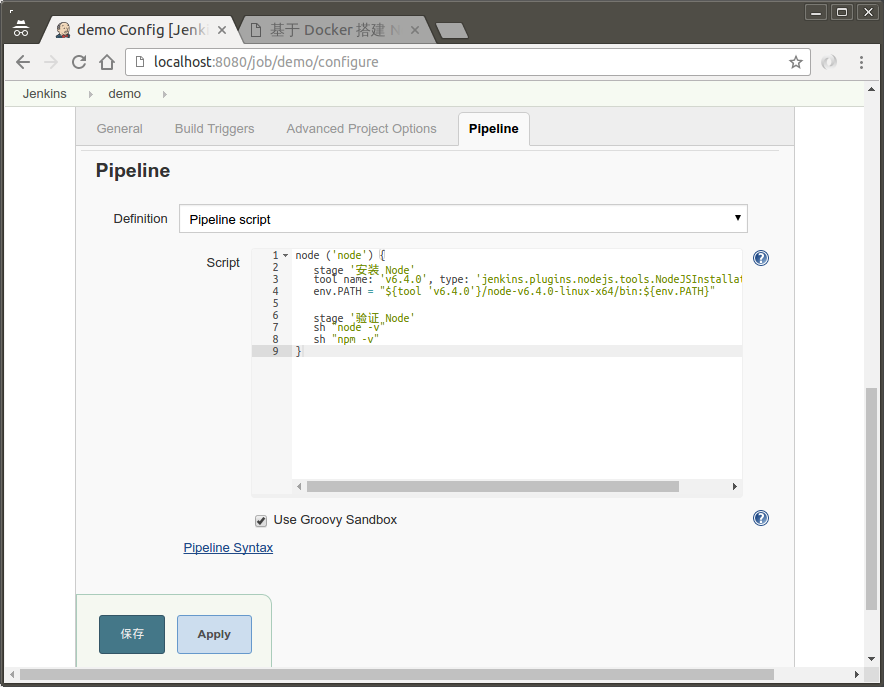 demo Config [Jenki
基于 Docker 搭建 N
localhost:8080/job/demo/configure
Jenkins demo
General Build Triggers Advanced Project Options Pipeline
Pipeline
Definition Pipeline script
Script
1 node ('node') {
2 stage '安装 Node'
3 tool name: 'v6.4.0', type: 'jenkins.plugins.nodejs.tools.NodeJSInstallat
4 env.PATH = "${tool 'v6.4.0'}/node-v6.4.0-linux-x64/bin:${env.PATH}"
5
6 stage '验证 Node'
7 sh "node -v"
8 sh "npm -v"
9 }
Use Groovy Sandbox
Pipeline Syntax
保存 Apply